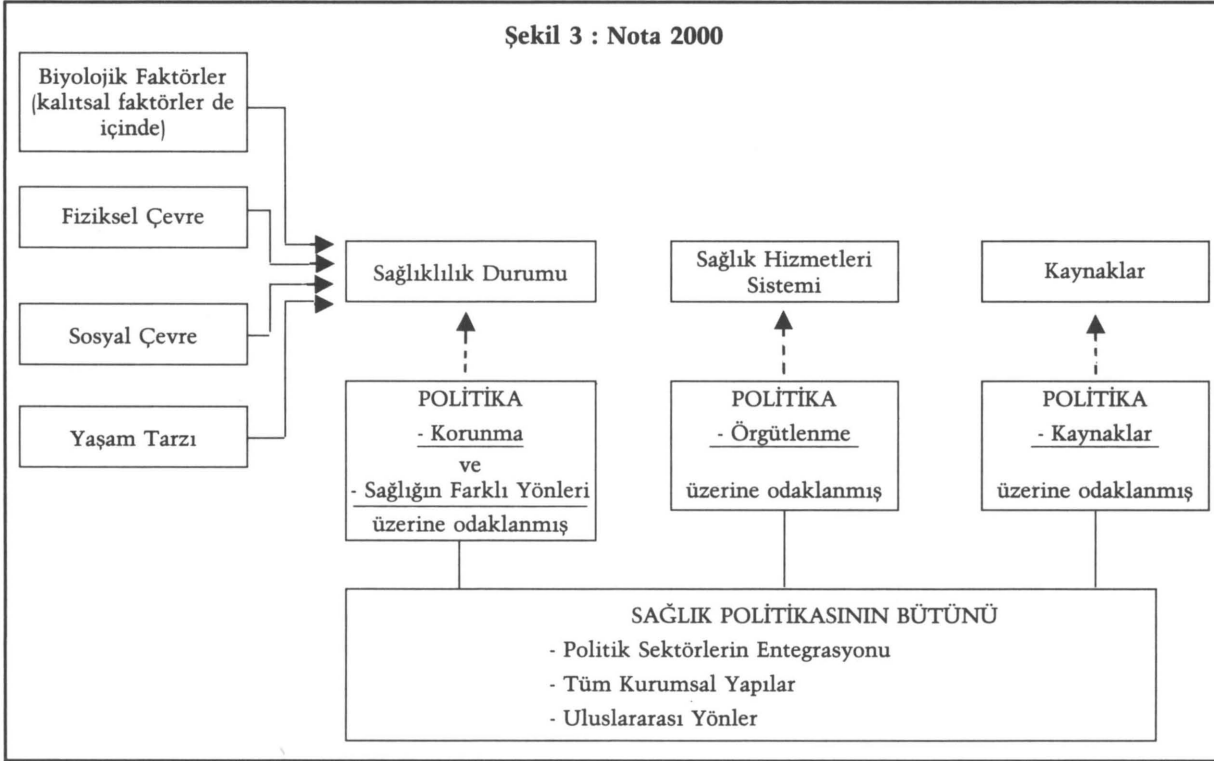 Şekil 3 : Nota 2000
Biyolojik Faktörler
(kalıtsal faktörler de
içinde)
Fiziksel Çevre
Sosyal Çevre
Yaşam Tarzı
Sağlıklılık Durumu
Sağlık Hizmetleri
Sistemi
Kaynaklar
POLİTİKA
- Korunma
ve
- Sağlığın Farklı Yönleri
üzerine odaklanmış
POLİTİKA
- Örgütlenme
üzerine odaklanmış
POLİTİKA
- Kaynaklar
üzerine odaklanmış
SAĞLIK POLİTİKASININ BÜTÜNÜ
- Politik Sektörlerin Entegrasyonu
- Tüm Kurumsal Yapılar
- Uluslararası Yönler